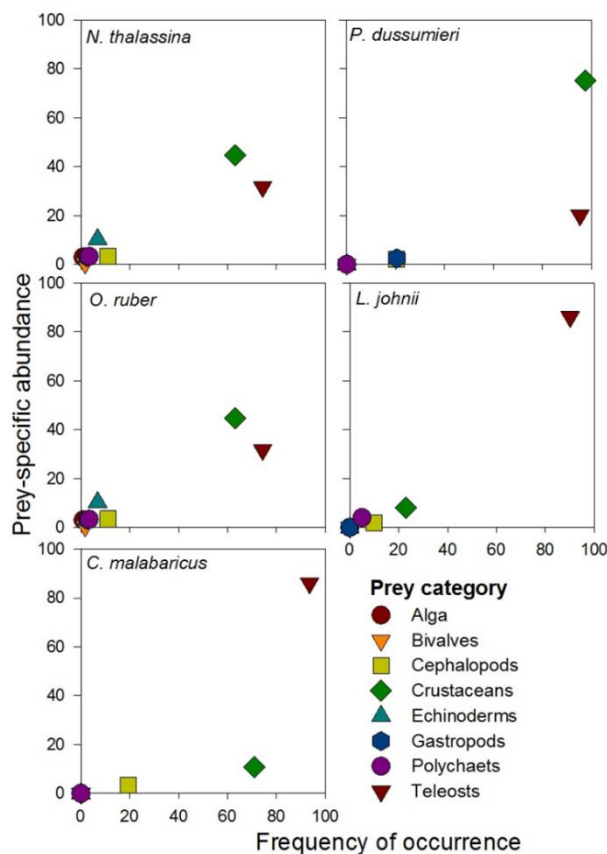 100
80
60
40
20
0
N. thalassina
P. dussumieri
100
80
60
40
20
0
O. ruber
L. johnii
0 20 40 60 80 100
100
80
60
40
20
0
C. malabaricus
0 20 40 60 80 100
Prey-specific abundance
Frequency of occurrence
Prey category
Alga
Bivalves
Cephalopods
Crustaceans
Echinoderms
Gastropods
Polychaets
Teleosts